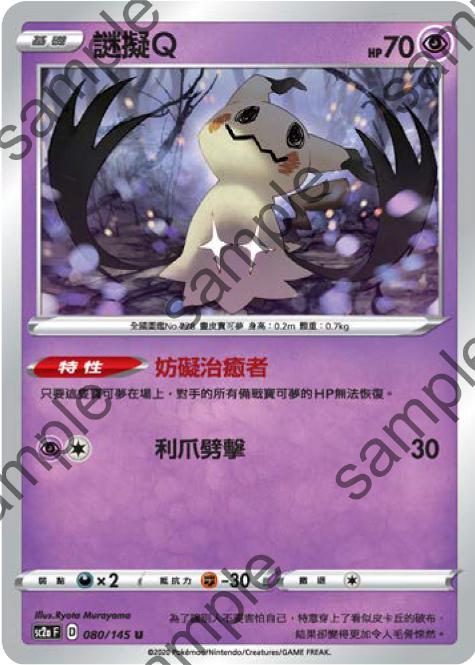 基礎 謎擬Q HP70
全國圖鑑No.778 畫皮寶可夢 身高：0.2m 體重：0.7kg
特性 妨礙治癒者
只要這隻寶可夢在場上，對手的所有備戰寶可夢的HP無法恢復。
利爪劈擊 30
弱點 ×2 抵抗力 -30 撤退
Illus.Ryota Murayama
sc2a F D 080/145 U
為了讓別人不要害怕自己，特意穿上了看似皮卡丘的破布，
結果卻變得更加令人毛骨悚然。
©2020 Pokémon/Nintendo/Creatures/GAME FREAK.
sample
sample
sample
sample
sample
sample
sample
sample